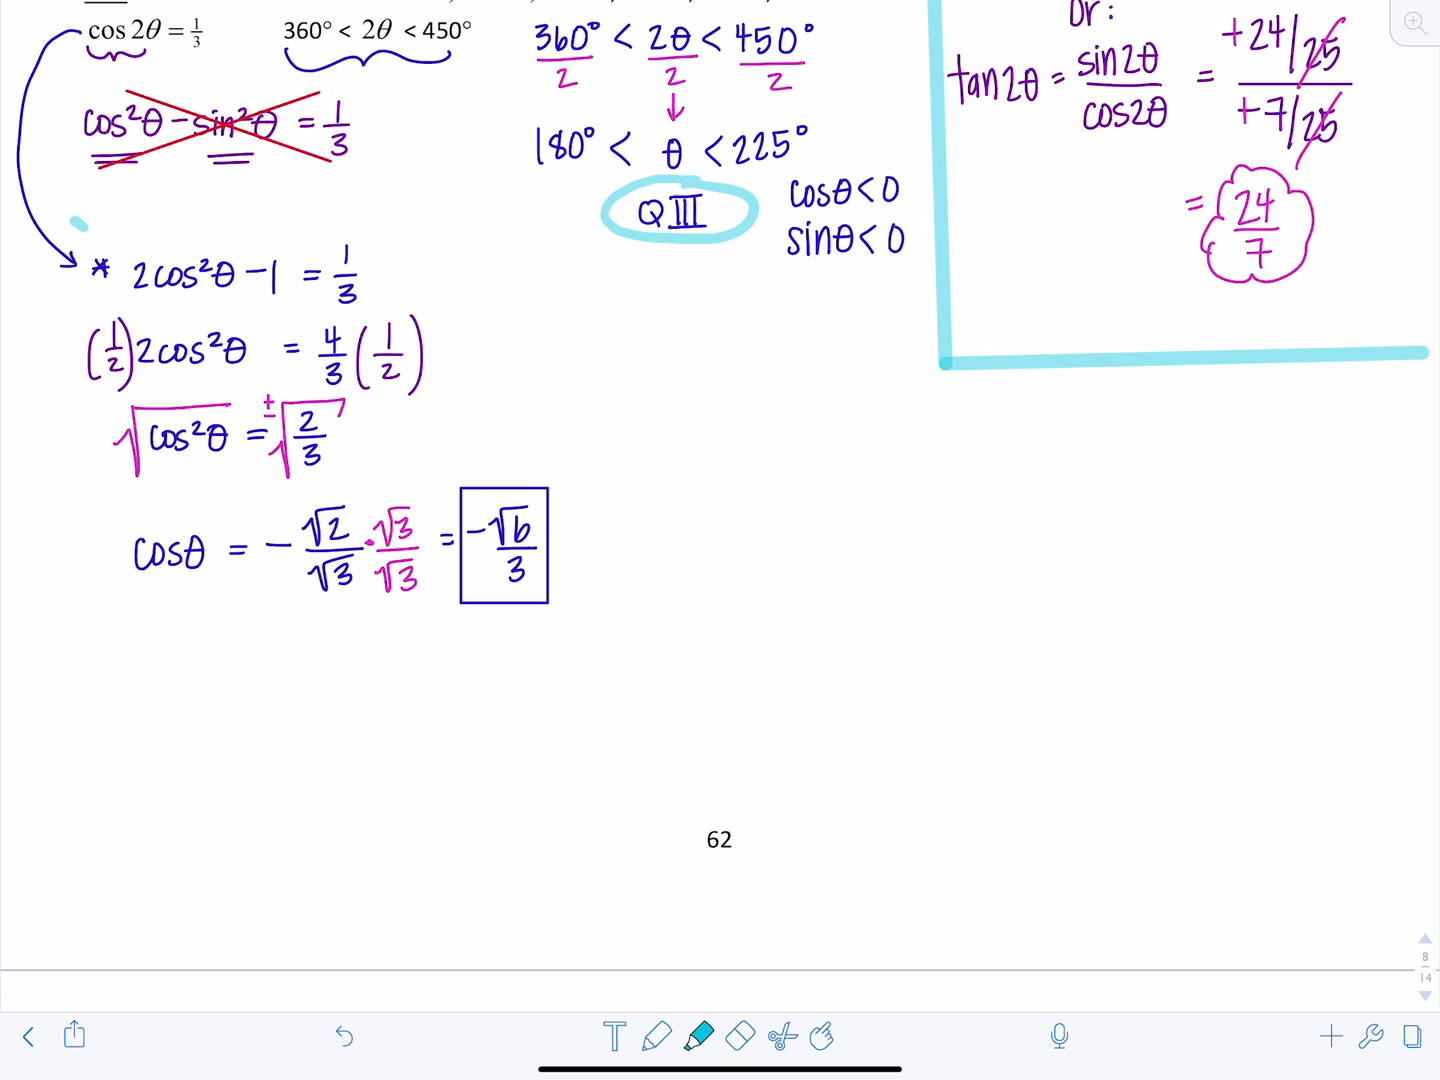 cos 2θ = 1/3
360° < 2θ < 450°
cos²θ − sin²θ = 1/3
* 2cos²θ − 1 = 1/3
(1/2) 2cos²θ = 4/3 (1/2)
√cos²θ = ±√2/3
cosθ = − √2/√3 · √3/√3 = −√6/3
360°/2 < 2θ/2 < 450°/2
↓
180° < θ < 225°
QIII
cosθ < 0
sinθ < 0
Or:
tan2θ = sin2θ/cos2θ = +24/25 / +7/25
= 24/7
62
8
14
T